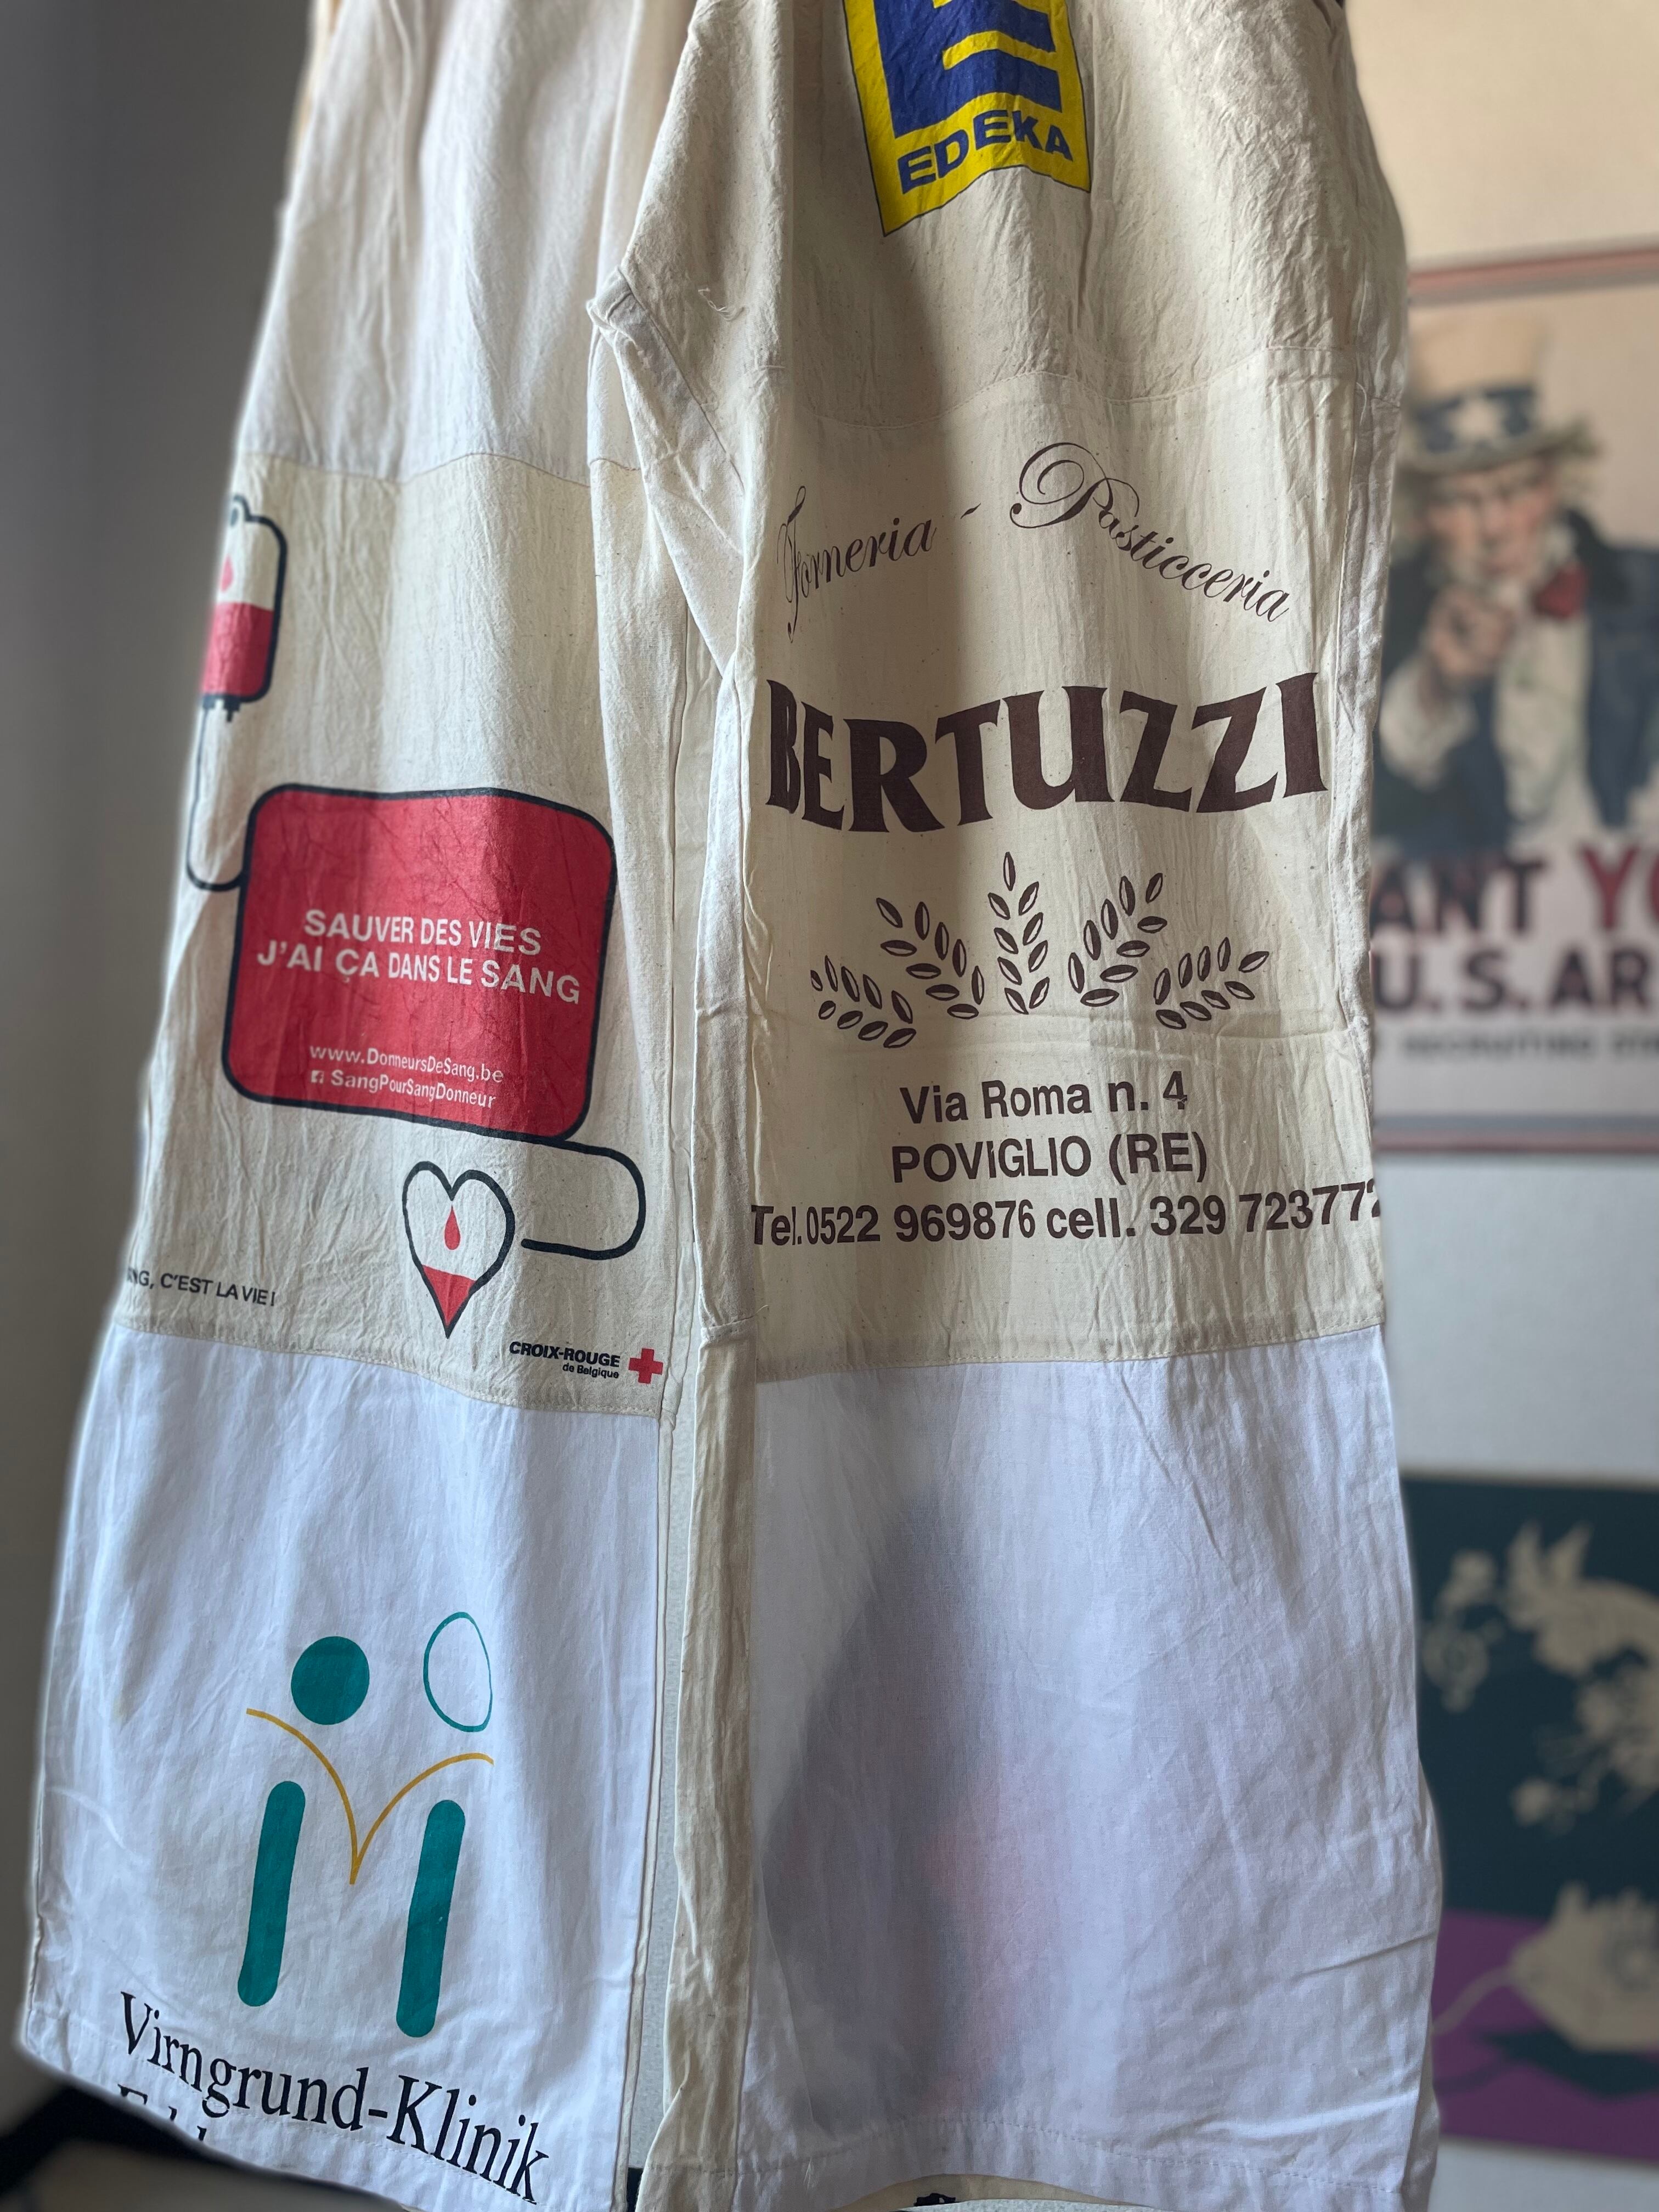 EDEKA
Forneria - Pasticceria
BERTUZZI
Via Roma n. 4
POVIGLIO (RE)
Tel. 0522 969876 cell. 329 723772
SAUVER DES VIES
J'AI ÇA DANS LE SANG
www.DonneursDeSang.be
SangPourSangDonneur
C'EST LA VIE !
CROIX-ROUGE
de Belgique
Virngrund-Klinik
ANT YO
U.S. AR
RECRUITING